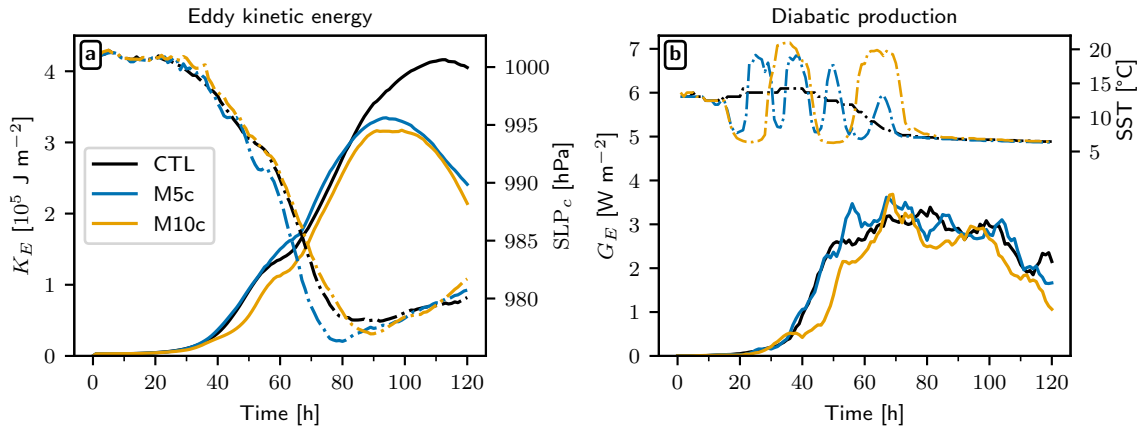 Eddy kinetic energy
a
4
3
2
1
0
K_E [10^5 J m^−2]
1000
995
990
985
980
SLP_c [hPa]
CTL
M5c
M10c
0 20 40 60 80 100 120
Time [h]
Diabatic production
b
7
6
5
4
3
2
1
0
G_E [W m^−2]
20
15
10
5
SST [°C]
0 20 40 60 80 100 120
Time [h]